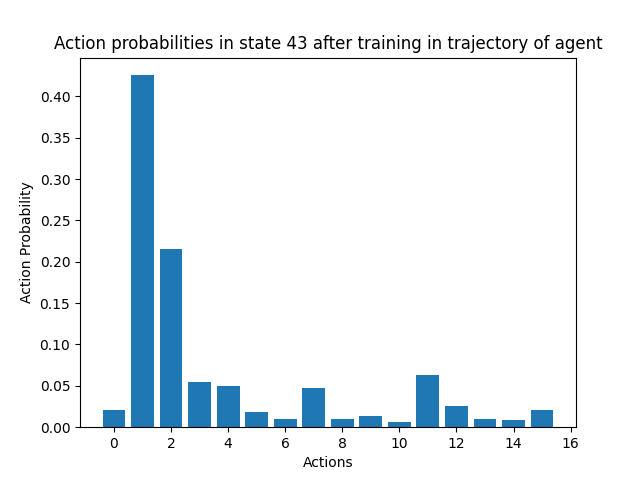 Action probabilities in state 43 after training in trajectory of agent
0.40
0.35
0.30
0.25
0.20
0.15
0.10
0.05
0.00
Action Probability
0 2 4 6 8 10 12 14 16
Actions